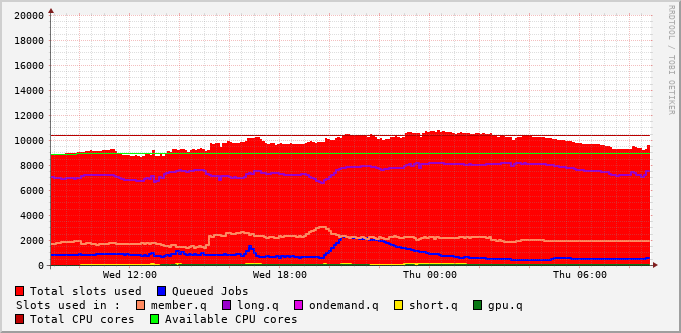 20000
18000
16000
14000
12000
10000
8000
6000
4000
2000
0
Wed 12:00 Wed 18:00 Thu 00:00 Thu 06:00
RRDTOOL / TOBI OETIKER
Total slots used Queued Jobs
Slots used in : member.q long.q ondemand.q short.q gpu.q
Total CPU cores Available CPU cores